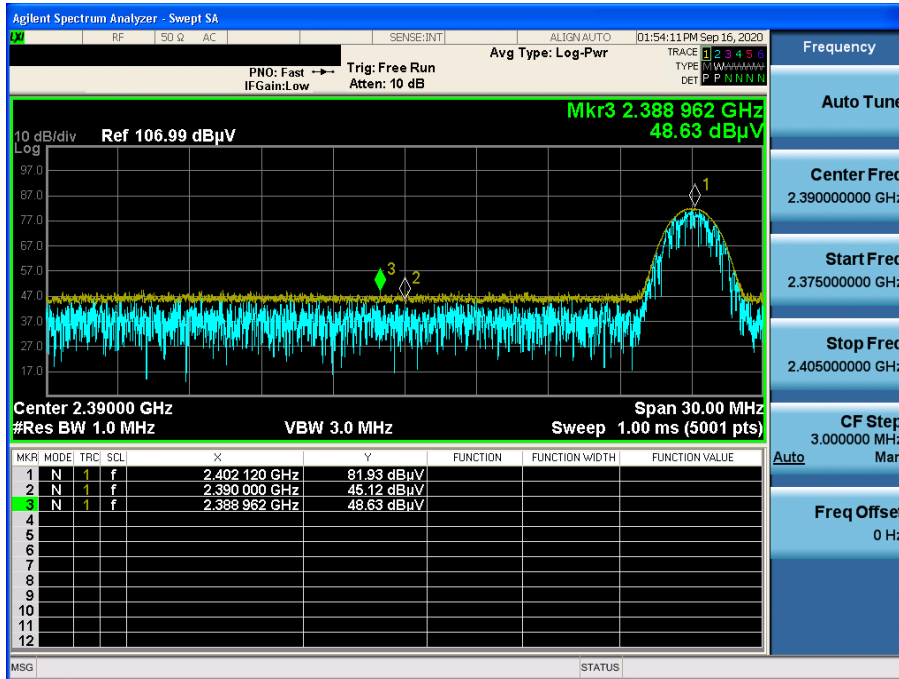 Agilent Spectrum Analyzer - Swept SA
LXI RF 50 Ω AC SENSE:INT ALIGN AUTO 01:54:11 PM Sep 16, 2020
Avg Type: Log-Pwr TRACE 1 2 3 4 5 6
PNO: Fast Trig: Free Run TYPE M W W W W W
IFGain:Low Atten: 10 dB DET P P N N N N
Mkr3 2.388 962 GHz
48.63 dBµV
10 dB/div Ref 106.99 dBµV
Log
97.0
87.0
77.0
67.0
57.0
47.0
37.0
27.0
17.0
1
3
2
Center 2.39000 GHz Span 30.00 MHz
#Res BW 1.0 MHz VBW 3.0 MHz Sweep 1.00 ms (5001 pts)
MKR MODE TRC SCL X Y FUNCTION FUNCTION WIDTH FUNCTION VALUE
1 N 1 f 2.402 120 GHz 81.93 dBµV
2 N 1 f 2.390 000 GHz 45.12 dBµV
3 N 1 f 2.388 962 GHz 48.63 dBµV
4
5
6
7
8
9
10
11
12
MSG STATUS
Frequency
Auto Tune
Center Freq
2.390000000 GHz
Start Freq
2.375000000 GHz
Stop Freq
2.405000000 GHz
CF Step
3.000000 MHz
Auto Man
Freq Offset
0 Hz